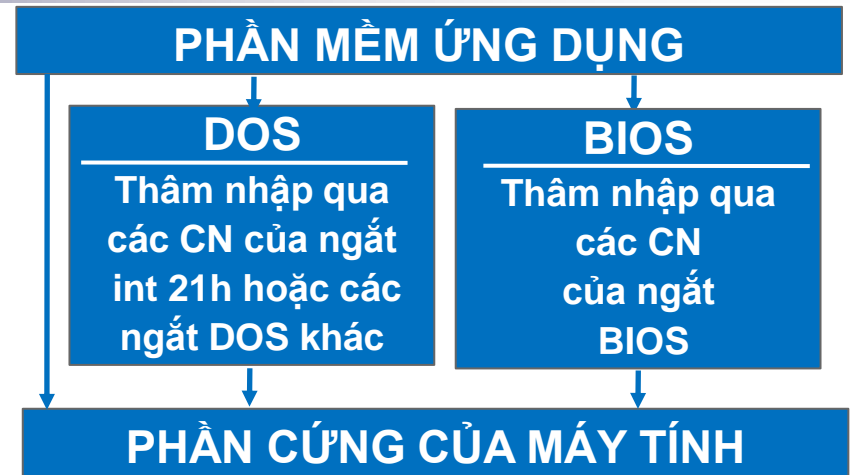 PHẦN MỀM ỨNG DỤNG
DOS
Thâm nhập qua
các CN của ngắt
int 21h hoặc các
ngắt DOS khác
BIOS
Thâm nhập qua
các CN
của ngắt
BIOS
PHẦN CỨNG CỦA MÁY TÍNH